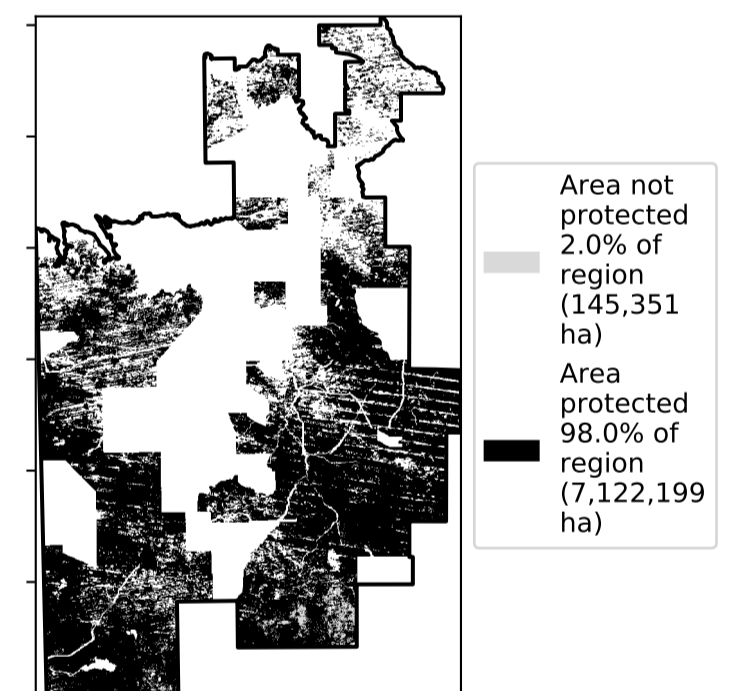 Area not
protected
2.0% of
region
(145,351
ha)
Area
protected
98.0% of
region
(7,122,199
ha)